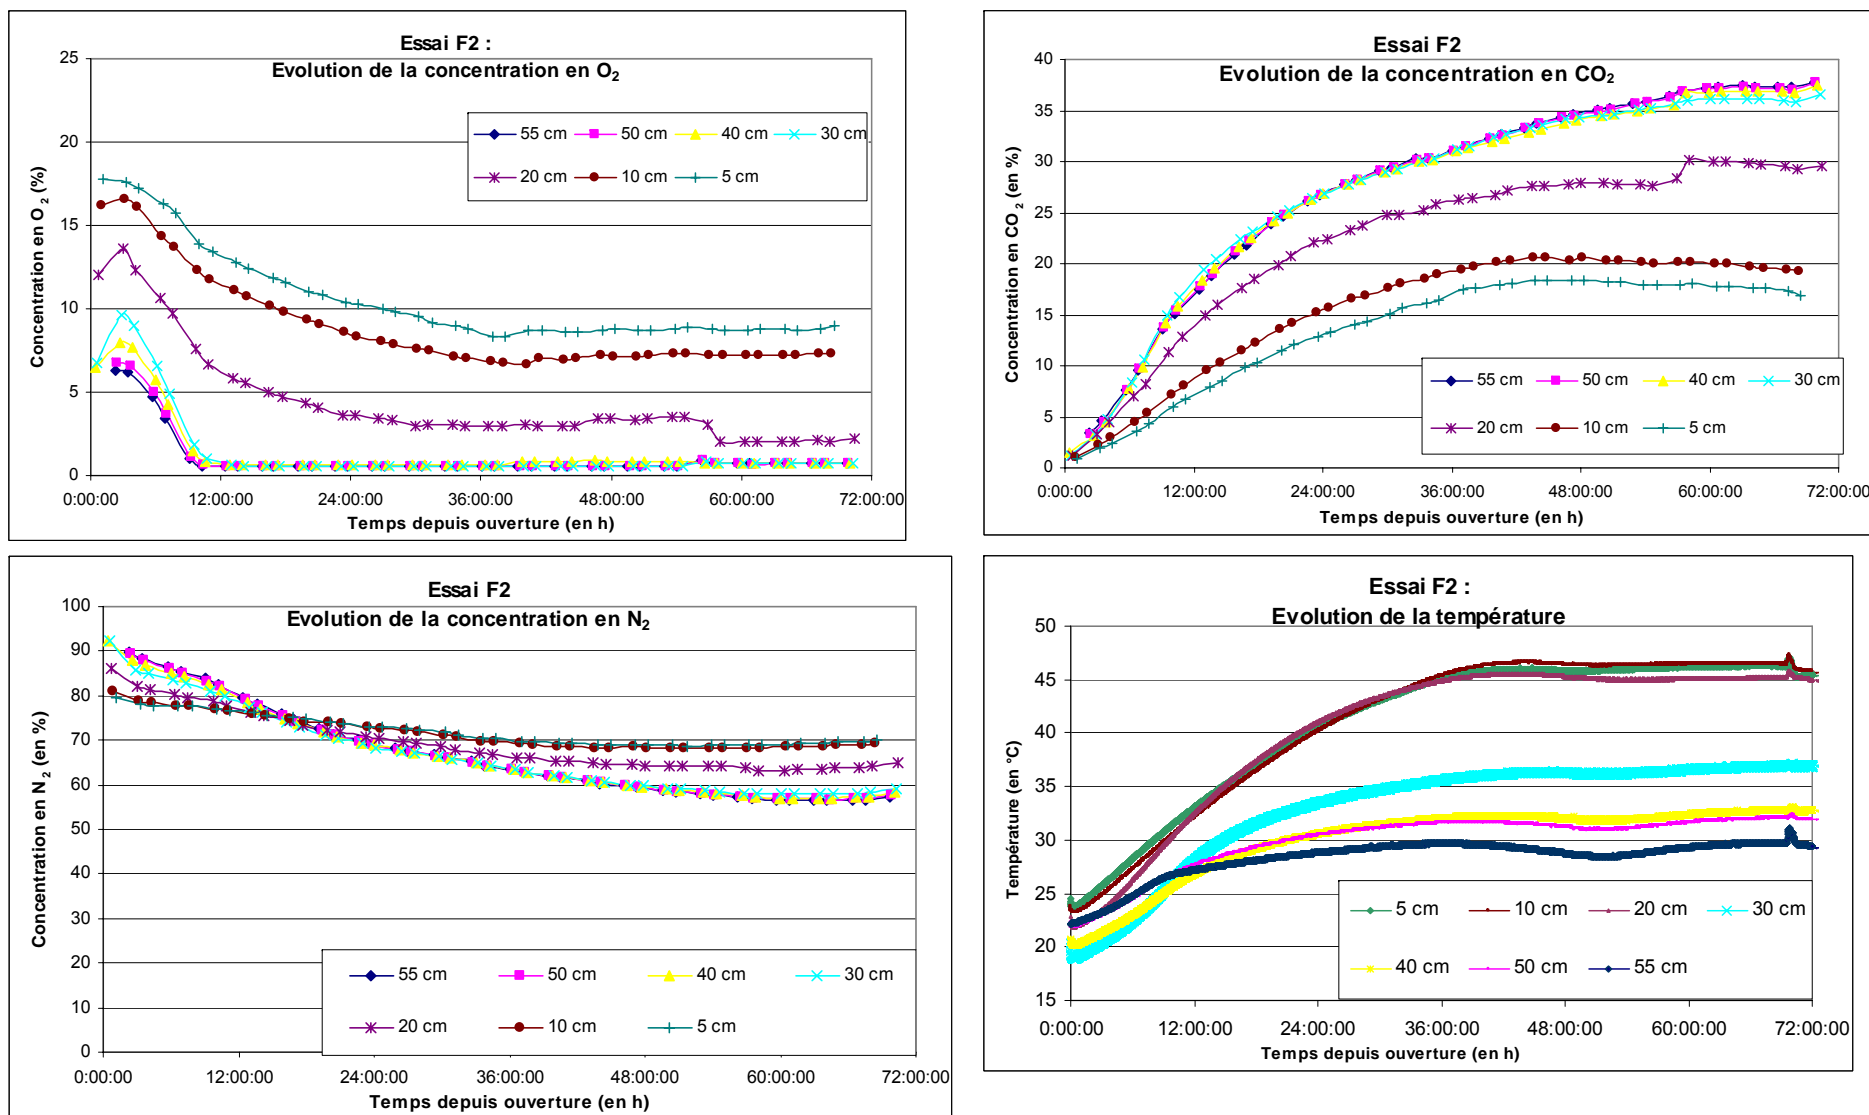 Essai F2 :
Evolution de la concentration en O₂
Concentration en O₂ (%)
25
20
15
10
5
0
55 cm 50 cm 40 cm 30 cm
20 cm 10 cm 5 cm
0:00:00 12:00:00 24:00:00 36:00:00 48:00:00 60:00:00 72:00:00
Temps depuis ouverture (en h)
Essai F2
Evolution de la concentration en CO₂
Concentration en CO₂ (en %)
40
35
30
25
20
15
10
5
0
55 cm 50 cm 40 cm 30 cm
20 cm 10 cm 5 cm
0:00:00 12:00:00 24:00:00 36:00:00 48:00:00 60:00:00 72:00:00
Temps depuis ouverture (en h)
Essai F2
Evolution de la concentration en N₂
Concentration en N₂ (en %)
100
90
80
70
60
50
40
30
20
10
0
55 cm 50 cm 40 cm 30 cm
20 cm 10 cm 5 cm
0:00:00 12:00:00 24:00:00 36:00:00 48:00:00 60:00:00 72:00:00
Temps depuis ouverture (en h)
Essai F2 :
Evolution de la température
Température (en °C)
50
45
40
35
30
25
20
15
5 cm 10 cm 20 cm 30 cm
40 cm 50 cm 55 cm
0:00:00 12:00:00 24:00:00 36:00:00 48:00:00 60:00:00 72:00:00
Temps depuis ouverture (en h)